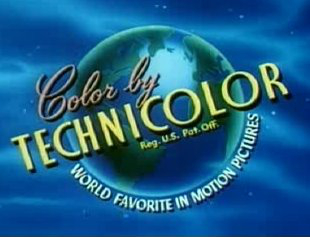 Color by
TECHNICOLOR
Reg. U.S. Pat. Off.
WORLD FAVORITE IN MOTION PICTURES